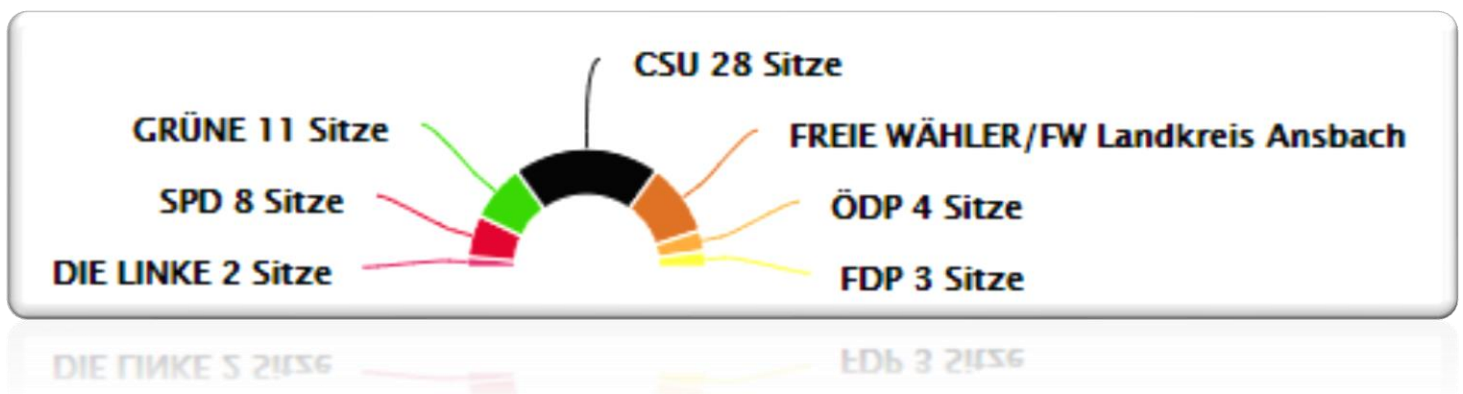 CSU 28 Sitze
GRÜNE 11 Sitze
FREIE WÄHLER/FW Landkreis Ansbach
SPD 8 Sitze
ÖDP 4 Sitze
DIE LINKE 2 Sitze
FDP 3 Sitze